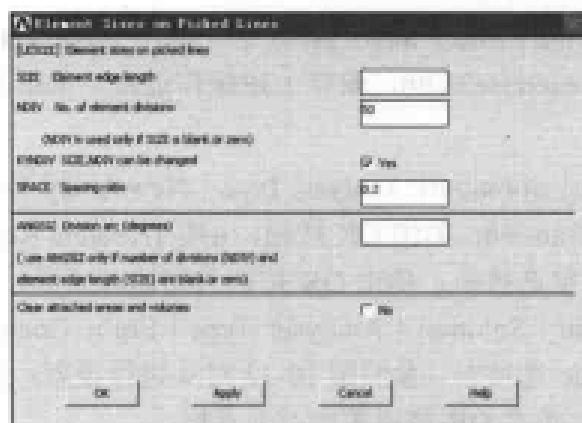 Element Sizes on Picked Lines
[LESIZE] Element sizes on picked lines
SIZE Element edge length
NDIV No. of element divisions 50
(NDIV is used only if SIZE is blank or zero)
KYNDIV SIZE,NDIV can be changed Yes
SPACE Spacing ratio 0.2
ANGSIZ Division arc (degrees)
( use ANGSIZ only if number of divisions (NDIV) and
element edge length (SIZE) are blank or zero)
Clear attached areas and volumes No
OK Apply Cancel Help